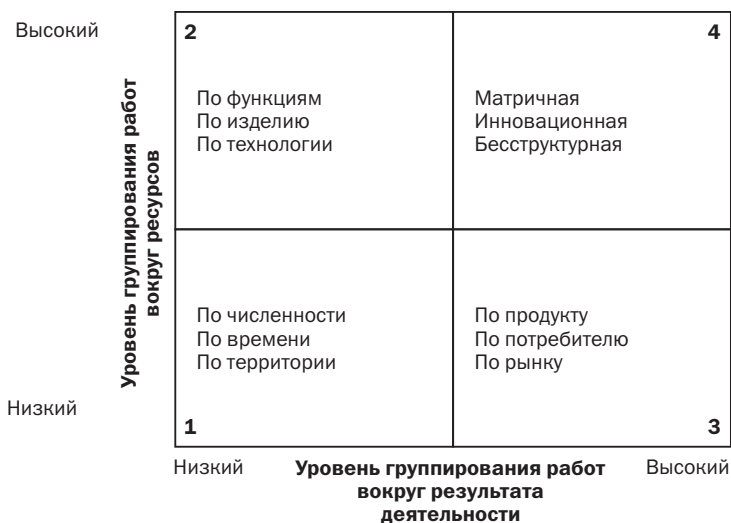 Высокий
2
4
По функциям
По изделию
По технологии
Матричная
Инновационная
Бесструктурная
Уровень группирования работ
вокруг ресурсов
По численности
По времени
По территории
По продукту
По потребителю
По рынку
Низкий
1
3
Низкий
Уровень группирования работ
вокруг результата
деятельности
Высокий